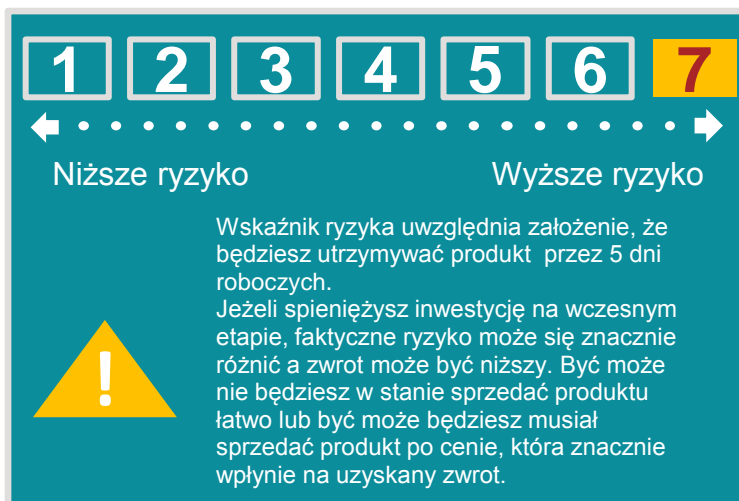 1 2 3 4 5 6 7
Niższe ryzyko Wyższe ryzyko
Wskaźnik ryzyka uwzględnia założenie, że
będziesz utrzymywać produkt przez 5 dni
roboczych.
Jeżeli spieniężysz inwestycję na wczesnym
etapie, faktyczne ryzyko może się znacznie
różnić a zwrot może być niższy. Być może
nie będziesz w stanie sprzedać produktu
łatwo lub być może będziesz musiał
sprzedać produkt po cenie, która znacznie
wpłynie na uzyskany zwrot.
!